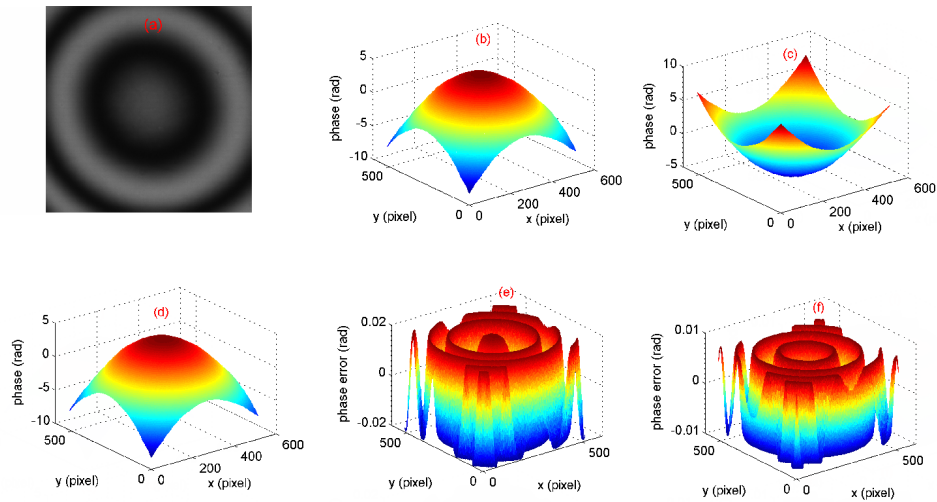 (a)
(b)
5
0
-5
-10
phase (rad)
500
0
y (pixel)
0
200
400
600
x (pixel)
(c)
10
5
0
-5
phase (rad)
500
0
y (pixel)
0
200
400
600
x (pixel)
(d)
5
0
-5
-10
phase (rad)
500
0
y (pixel)
0
200
400
600
x (pixel)
(e)
0.02
0
-0.02
phase error (rad)
500
0
y (pixel)
0
500
x (pixel)
(f)
0.01
0
-0.01
phase error (rad)
500
0
y (pixel)
0
500
x (pixel)